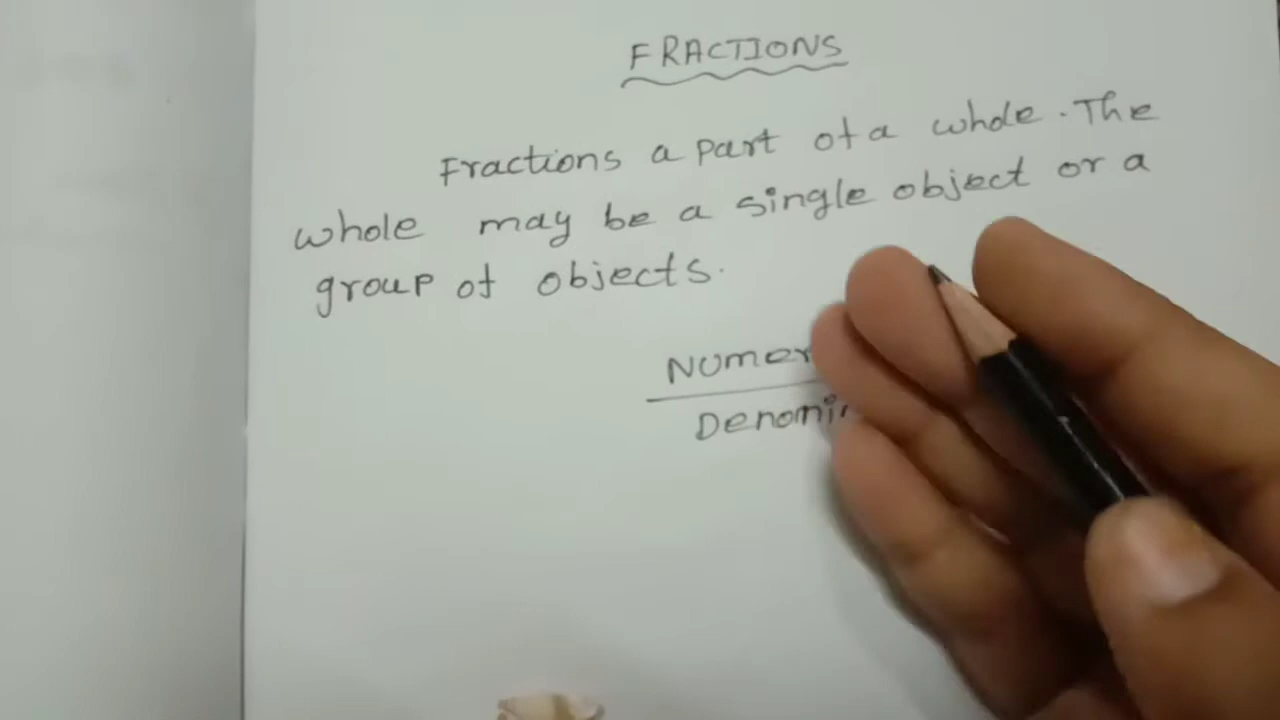 FRACTIONS
Fractions a part of a whole. The
whole may be a single object or a
group of objects.